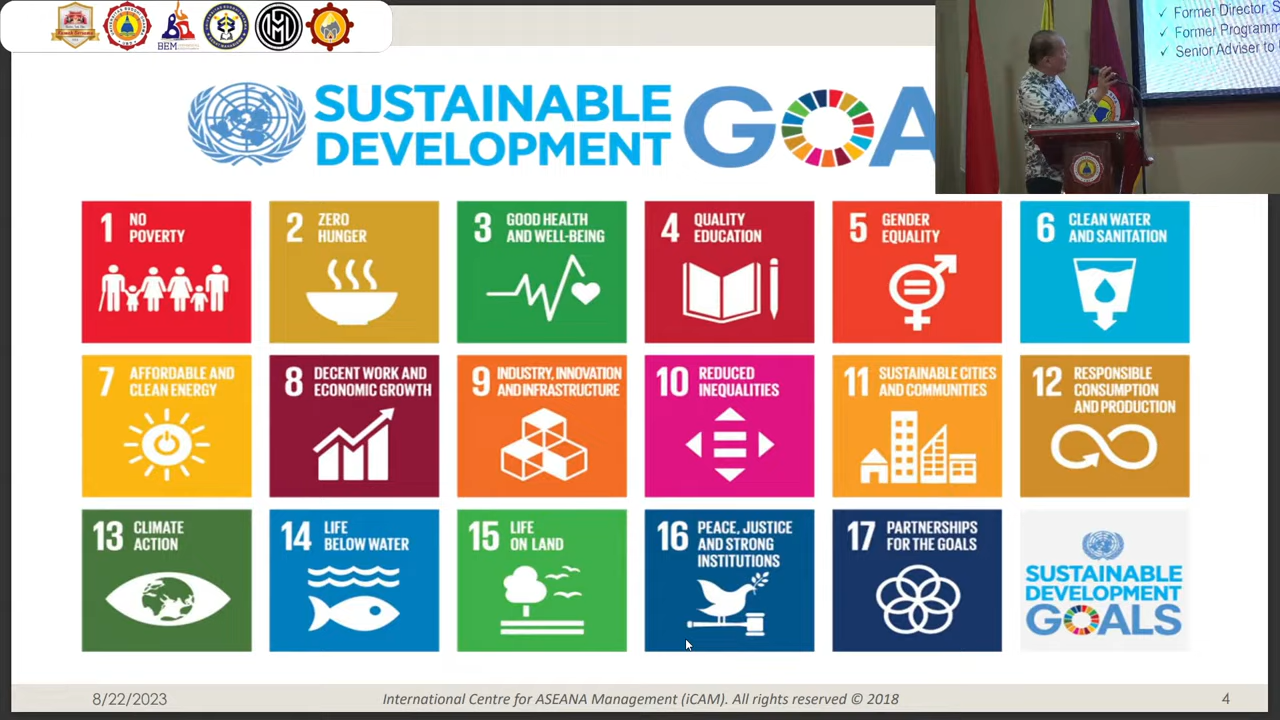 BEM
✓ Former Director, S
✓ Former Programm
✓ Senior Adviser to
SUSTAINABLE
DEVELOPMENT
GOA
1 NO
POVERTY
2 ZERO
HUNGER
3 GOOD HEALTH
AND WELL-BEING
4 QUALITY
EDUCATION
5 GENDER
EQUALITY
6 CLEAN WATER
AND SANITATION
7 AFFORDABLE AND
CLEAN ENERGY
8 DECENT WORK AND
ECONOMIC GROWTH
9 INDUSTRY, INNOVATION
AND INFRASTRUCTURE
10 REDUCED
INEQUALITIES
11 SUSTAINABLE CITIES
AND COMMUNITIES
12 RESPONSIBLE
CONSUMPTION
AND PRODUCTION
13 CLIMATE
ACTION
14 LIFE
BELOW WATER
15 LIFE
ON LAND
16 PEACE, JUSTICE
AND STRONG
INSTITUTIONS
17 PARTNERSHIPS
FOR THE GOALS
SUSTAINABLE
DEVELOPMENT
GOALS
8/22/2023
International Centre for ASEANA Management (iCAM). All rights reserved © 2018
4